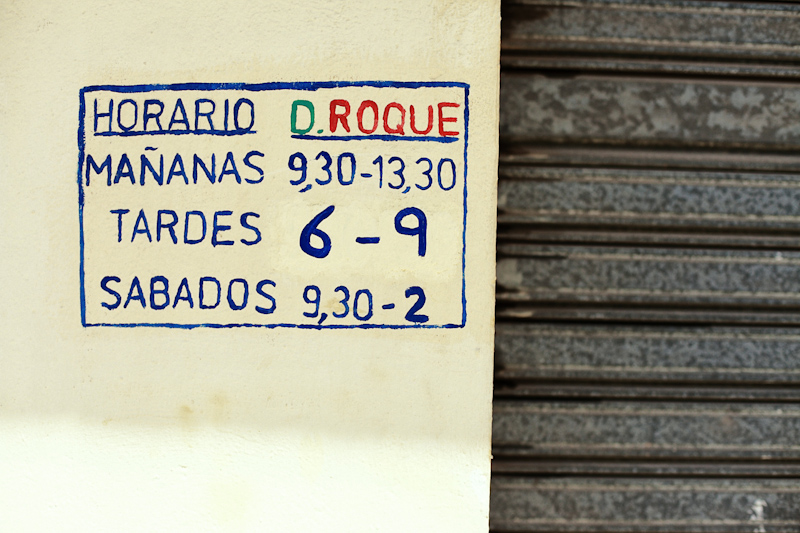 HORARIO D.ROQUE
MAÑANAS 9,30-13,30
TARDES 6-9
SABADOS 9,30-2